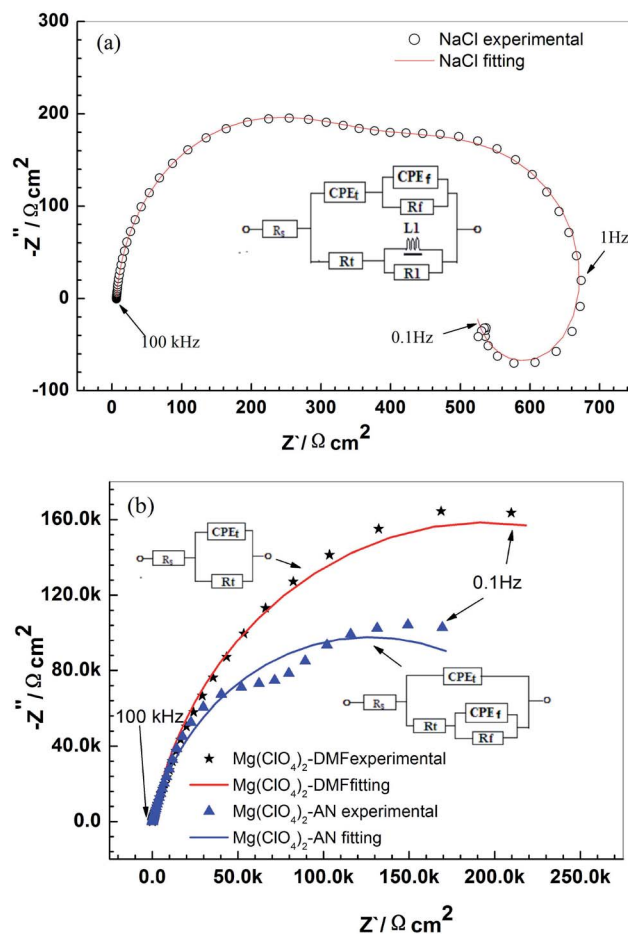 (a)
NaCl experimental
NaCl fitting
200
100
0
-100
-200
-Z''/Ω cm²
CPEt
CPEf
Rf
Rs
L1
Rt
R1
1Hz
0.1Hz
100 kHz
0 100 200 300 400 500 600 700
Z`/Ω cm²
(b)
160.0k
120.0k
80.0k
40.0k
0.0
-Z''/Ω cm²
CPEt
Rs
Rt
0.1Hz
CPEt
Rs
CPEf
Rt
Rf
100 kHz
Mg(ClO4)2-DMFexperimental
Mg(ClO4)2-DMFfitting
Mg(ClO4)2-AN experimental
Mg(ClO4)2-AN fitting
0.0 50.0k 100.0k 150.0k 200.0k 250.0k
Z`/Ω cm²